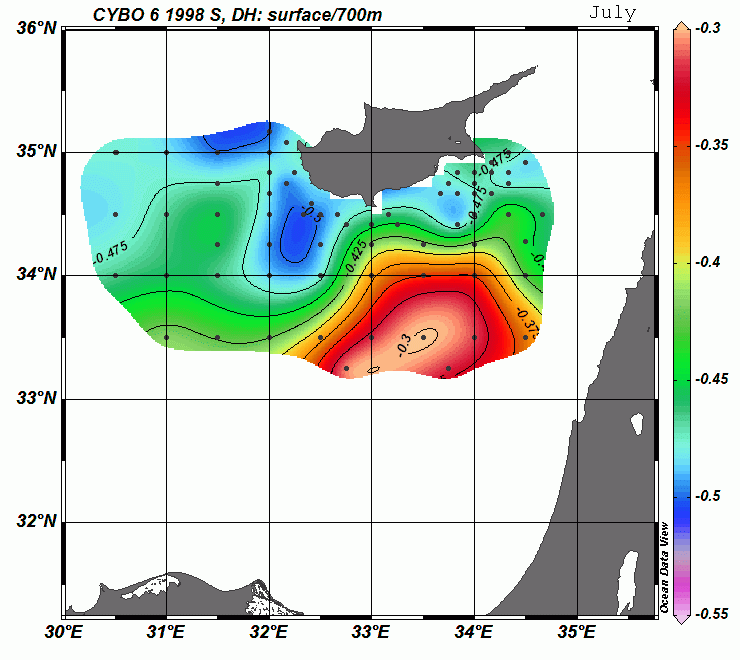 CYBO 6 1998 S, DH: surface/700m
July
36°N
35°N
34°N
33°N
32°N
30°E
31°E
32°E
33°E
34°E
35°E
-0.3
-0.35
-0.4
-0.45
-0.5
-0.55
-0.475
-0.5
-0.425
-0.475
-0.475
-0.3
-0.375
Ocean Data View